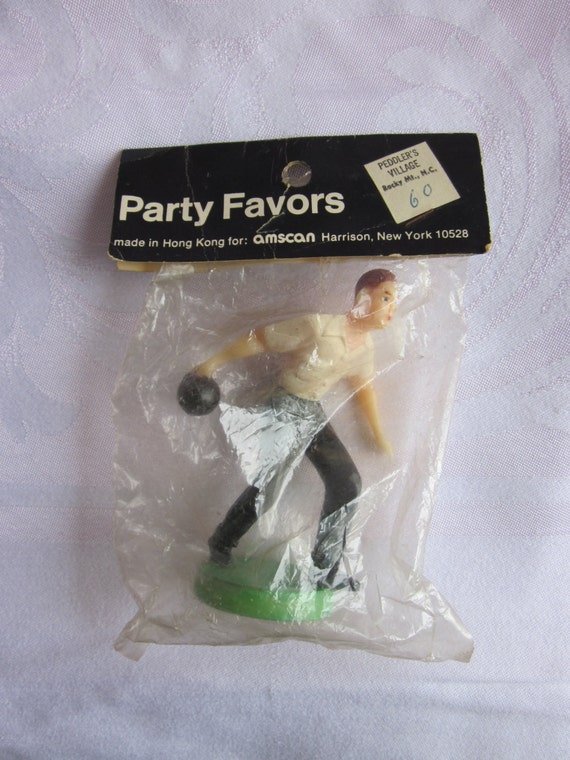 PEDDLER'S
VILLAGE
Rocky Mt., N.C.
60
Party Favors
made in Hong Kong for: amscan Harrison, New York 10528